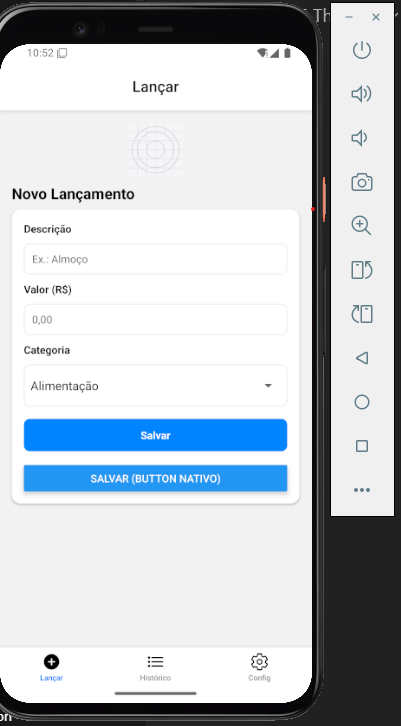 10:52
Lançar
Novo Lançamento
Descrição
Ex.: Almoço
Valor (R$)
0,00
Categoria
Alimentação
Salvar
SALVAR (BUTTON NATIVO)
Lançar
Histórico
Config